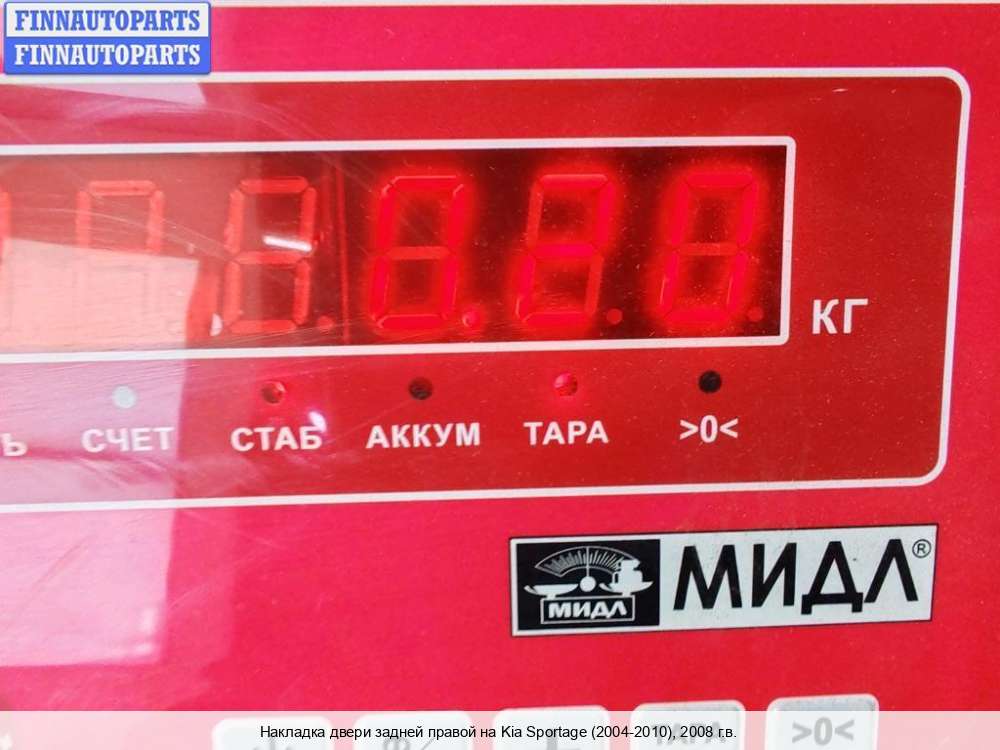 FINNAUTOPARTS
FINNAUTOPARTS
КГ
СЧЕТ СТАБ АККУМ ТАРА >0<
МИДЛ МИДЛ®
ТАРА >0<
Накладка двери задней правой на Kia Sportage (2004-2010), 2008 г.в.